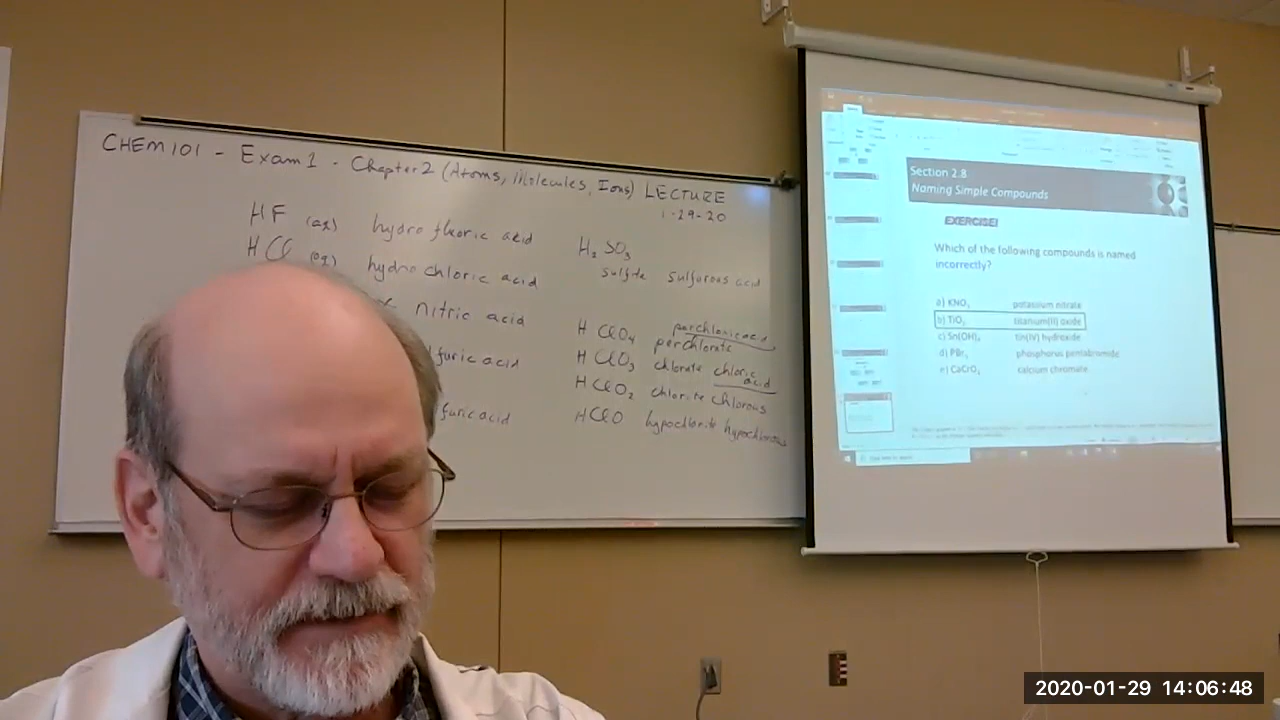 CHEM101 - Exam 1 - Chapter 2 (Atoms, Molecules, Ions) LECTURE
1-29-20
HF (aq) hydrofluoric acid
HCl (aq) hydrochloric acid
nitric acid
furic acid
furic acid
H₂SO₃
sulfite sulfurous acid
HClO₄ perchloric acid
perchlorate
HClO₃ chlorate chloric acid
HClO₂ chlorite chlorous
HClO hypochlorite hypochlorous
Section 2.8
Naming Simple Compounds
EXERCISE!
Which of the following compounds is named
incorrectly?
a) KNO₃ potassium nitrate
b) TiO₂ titanium(II) oxide
c) Sn(OH)₄ tin(IV) hydroxide
d) PBr₅ phosphorus pentabromide
e) CaCrO₄ calcium chromate
2020-01-29 14:06:48